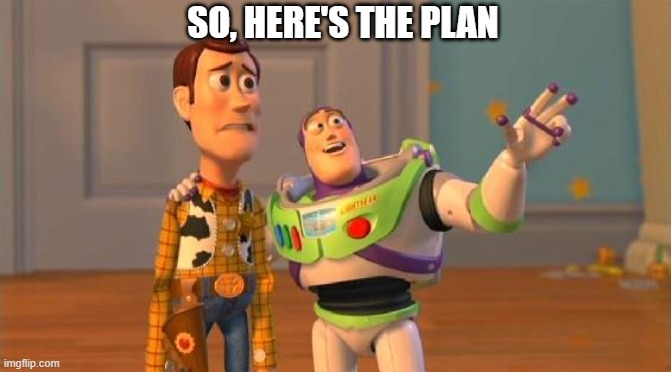 SO, HERE'S THE PLAN
LIGHTYEAR
imgflip.com